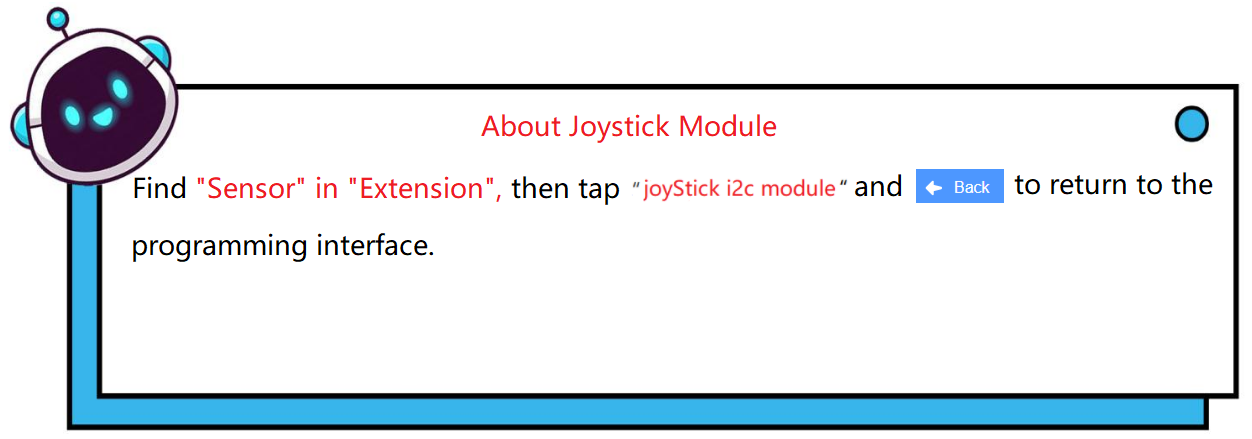 About Joystick Module
Find "Sensor" in "Extension", then tap “joyStick i2c module“ and Back to return to the
programming interface.